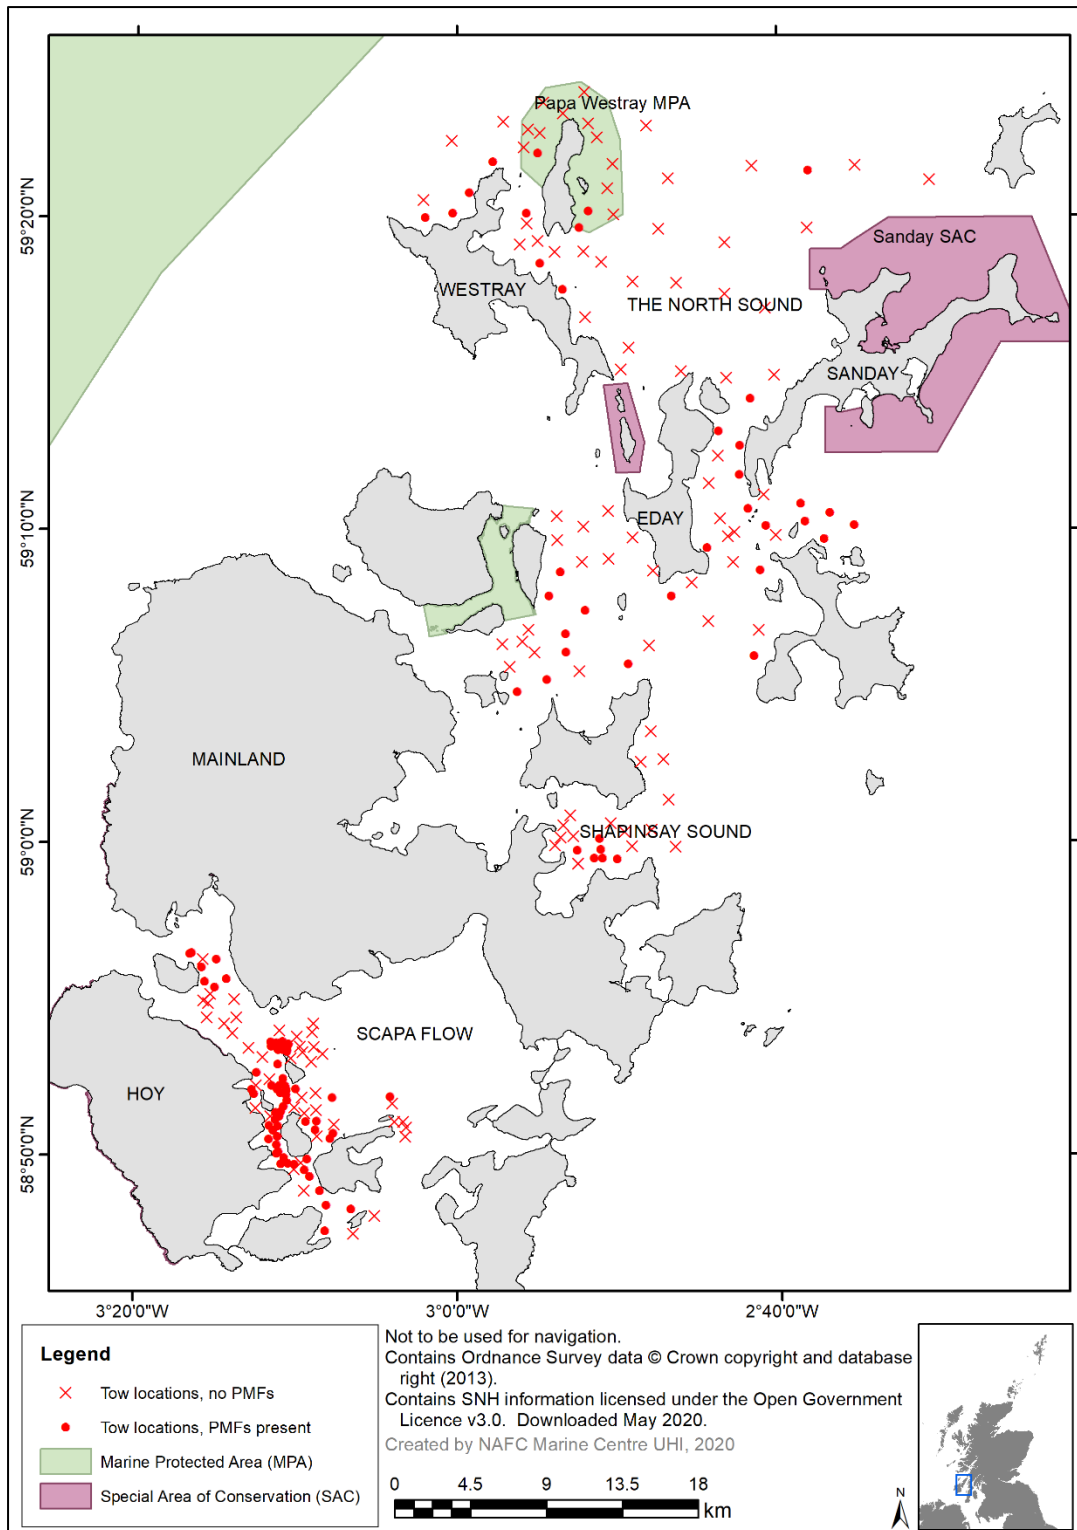 Papa Westray MPA
59°20'0"N
Sanday SAC
WESTRAY
THE NORTH SOUND
SANDAY
EDAY
59°10'0"N
MAINLAND
SHAPINSAY SOUND
59°0'0"N
SCAPA FLOW
HOY
58°50'0"N
3°20'0"W
3°0'0"W
2°40'0"W
Legend
Tow locations, no PMFs
Tow locations, PMFs present
Marine Protected Area (MPA)
Special Area of Conservation (SAC)
Not to be used for navigation.
Contains Ordnance Survey data © Crown copyright and database
right (2013).
Contains SNH information licensed under the Open Government
Licence v3.0. Downloaded May 2020.
Created by NAFC Marine Centre UHI, 2020
0 4.5 9 13.5 18
km
N